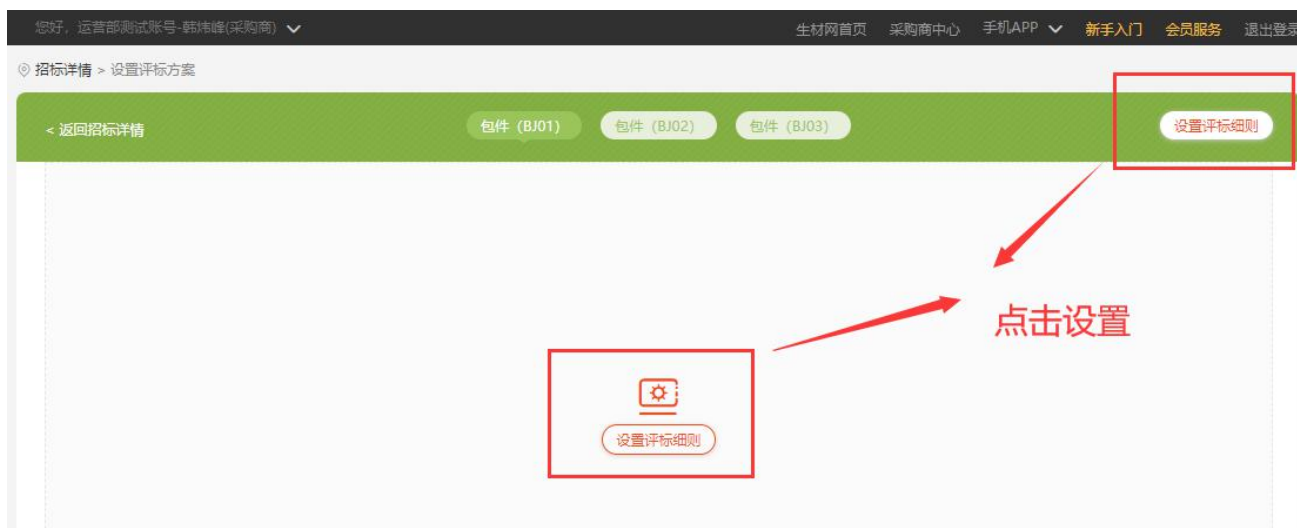 您好，运营部测试账号-韩炜峰(采购商) 生材网首页 采购商中心 手机APP 新手入门 会员服务 退出登录
招标详情 > 设置评标方案
< 返回招标详情 包件（BJ01） 包件（BJ02） 包件（BJ03） 设置评标细则
点击设置
设置评标细则